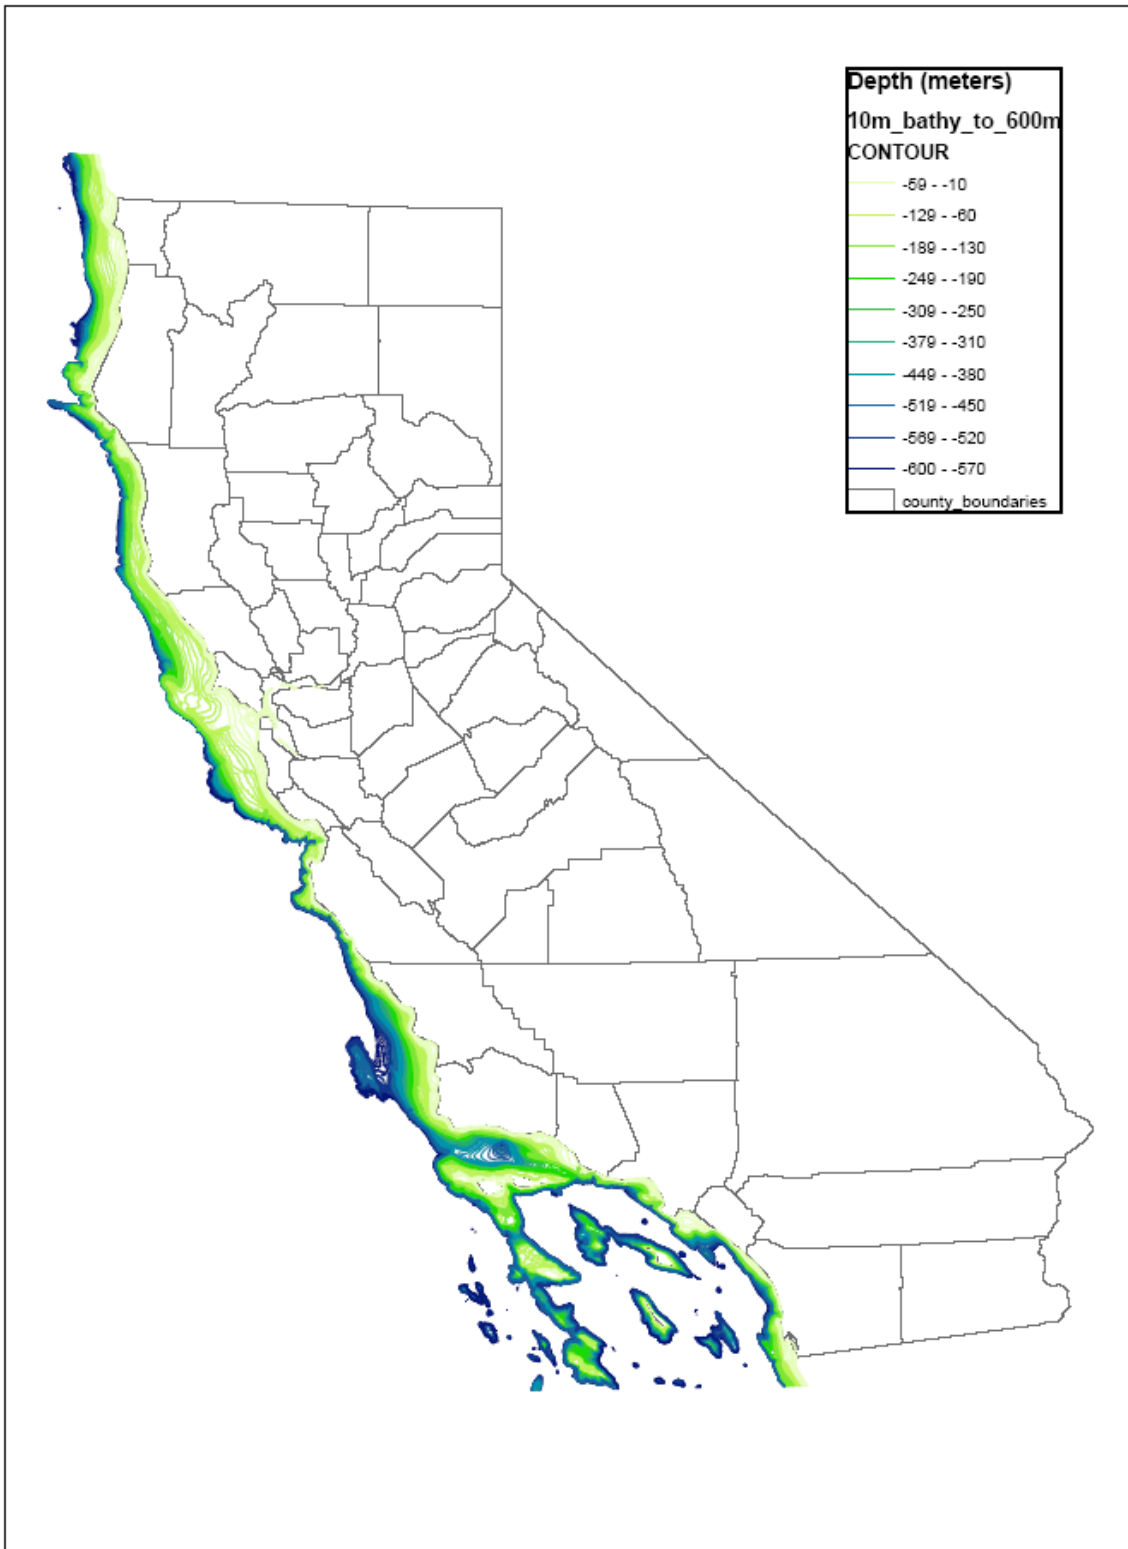 Depth (meters)
10m_bathy_to_600m
CONTOUR
-59 - -10
-129 - -60
-189 - -130
-249 - -190
-309 - -250
-379 - -310
-449 - -380
-519 - -450
-569 - -520
-600 - -570
county_boundaries